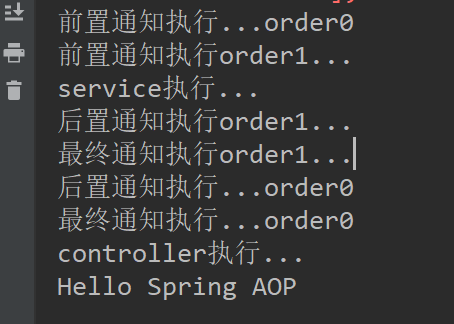 前置通知执行...order0
前置通知执行order1...
service执行...
后置通知执行order1...
最终通知执行order1...
后置通知执行...order0
最终通知执行...order0
controller执行...
Hello Spring AOP